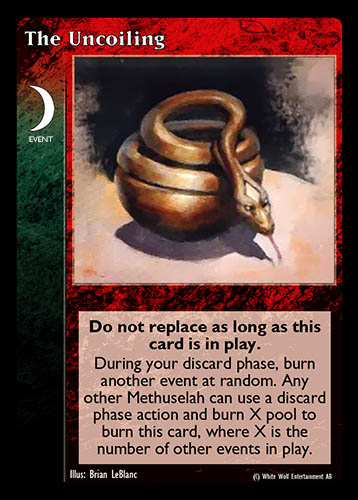 The Uncoiling
EVENT
Do not replace as long as this
card is in play.
During your discard phase, burn
another event at random. Any
other Methuselah can use a discard
phase action and burn X pool to
burn this card, where X is the
number of other events in play.
Illus: Brian LeBlanc
(C) White Wolf Entertainment AB